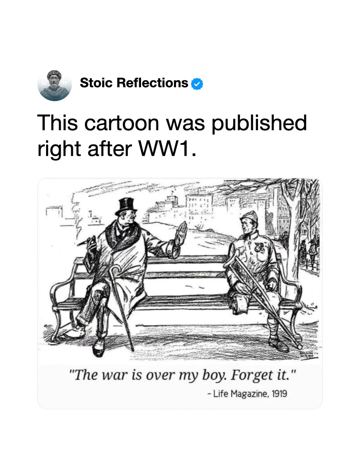 Stoic Reflections
This cartoon was published
right after WW1.
"The war is over my boy. Forget it."
- Life Magazine, 1919